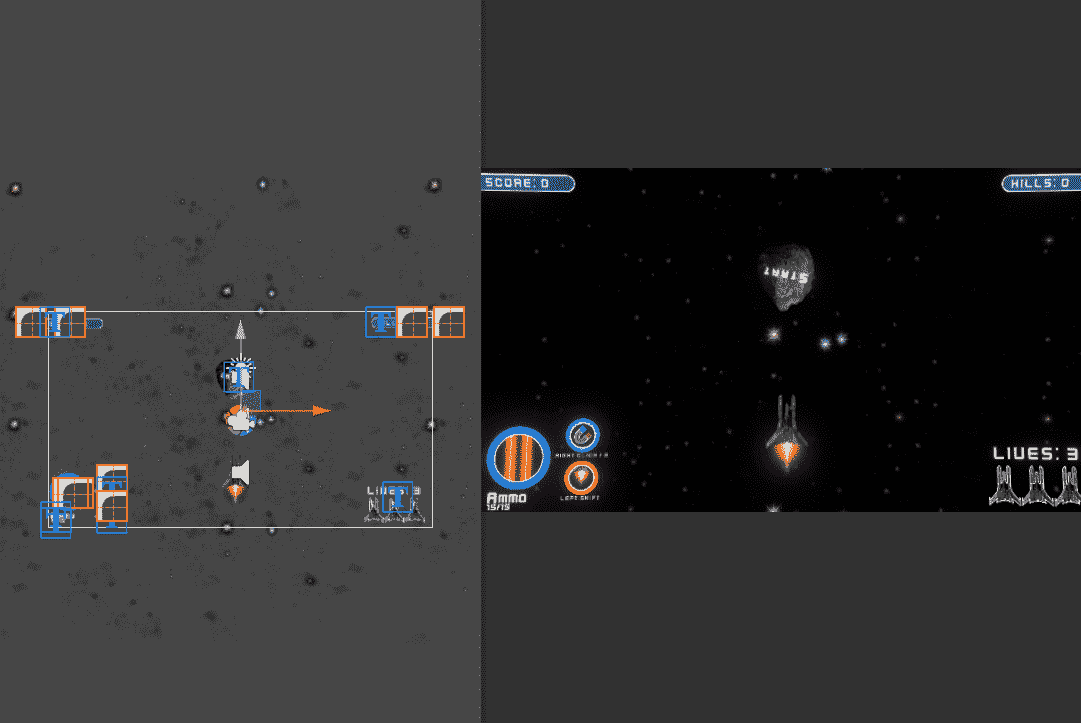 SCORE: 0
KILLS: 0
START
LIVES: 3
LEFT SHIFT
Ammo
15/15